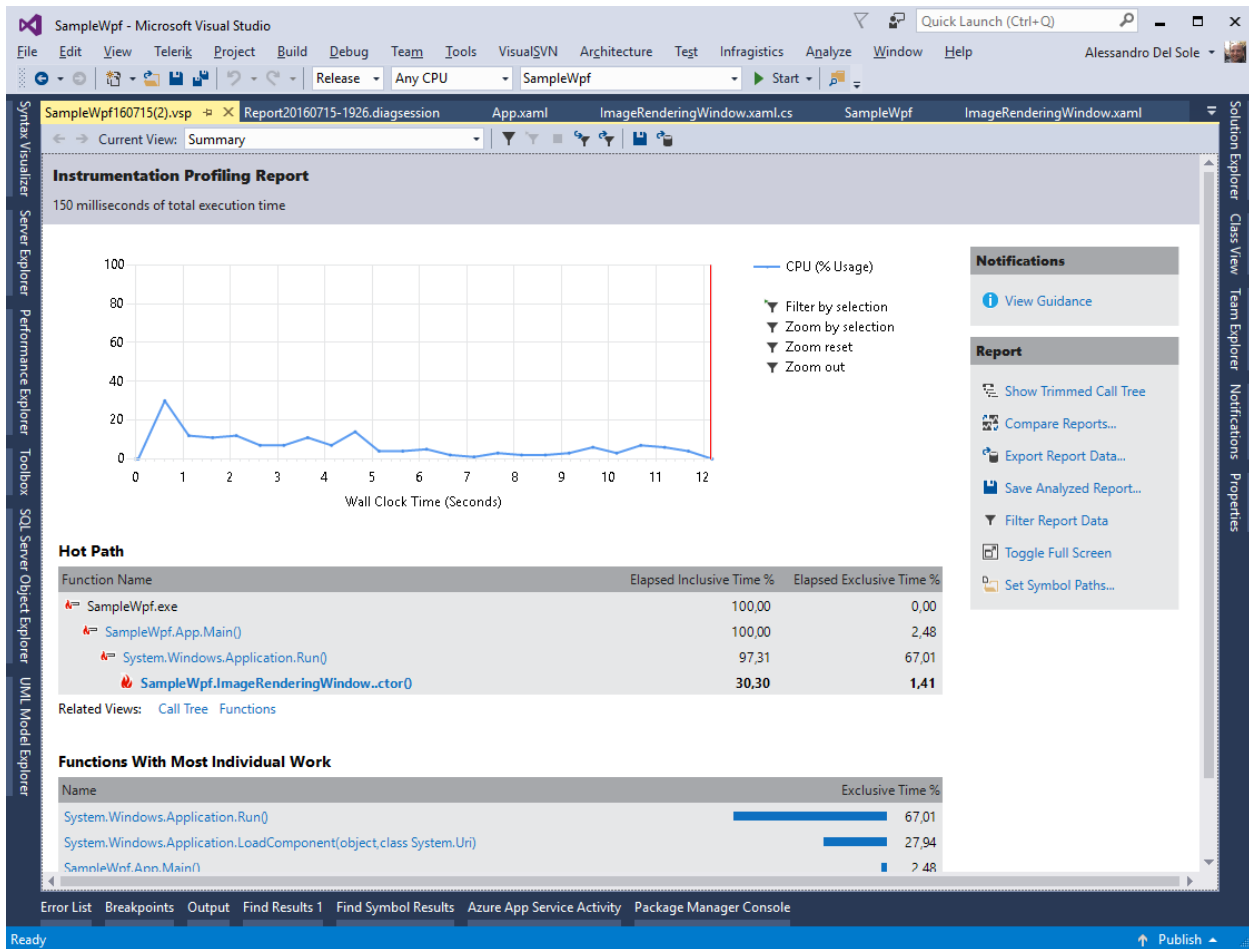 SampleWpf - Microsoft Visual Studio
Quick Launch (Ctrl+Q)
File Edit View Telerik Project Build Debug Team Tools VisualSVN Architecture Test Infragistics Analyze Window Help
Alessandro Del Sole
Release Any CPU SampleWpf Start
SampleWpf160715(2).vsp Report20160715-1926.diagsession App.xaml ImageRenderingWindow.xaml.cs SampleWpf ImageRenderingWindow.xaml
Current View: Summary
Syntax Visualizer
Server Explorer
Performance Explorer
Toolbox
SQL Server Object Explorer
UML Model Explorer
Instrumentation Profiling Report
150 milliseconds of total execution time
100
80
60
40
20
0
0 1 2 3 4 5 6 7 8 9 10 11 12
Wall Clock Time (Seconds)
CPU (% Usage)
Filter by selection
Zoom by selection
Zoom reset
Zoom out
Notifications
View Guidance
Report
Show Trimmed Call Tree
Compare Reports...
Export Report Data...
Save Analyzed Report...
Filter Report Data
Toggle Full Screen
Set Symbol Paths...
Hot Path
Function Name Elapsed Inclusive Time % Elapsed Exclusive Time %
SampleWpf.exe 100,00 0,00
SampleWpf.App.Main() 100,00 2,48
System.Windows.Application.Run() 97,31 67,01
SampleWpf.ImageRenderingWindow..ctor() 30,30 1,41
Related Views: Call Tree Functions
Functions With Most Individual Work
Name Exclusive Time %
System.Windows.Application.Run() 67,01
System.Windows.Application.LoadComponent(object,class System.Uri) 27,94
SampleWpf.App.Main() 2,48
Solution Explorer
Class View
Team Explorer
Notifications
Properties
Error List Breakpoints Output Find Results 1 Find Symbol Results Azure App Service Activity Package Manager Console
Ready
Publish